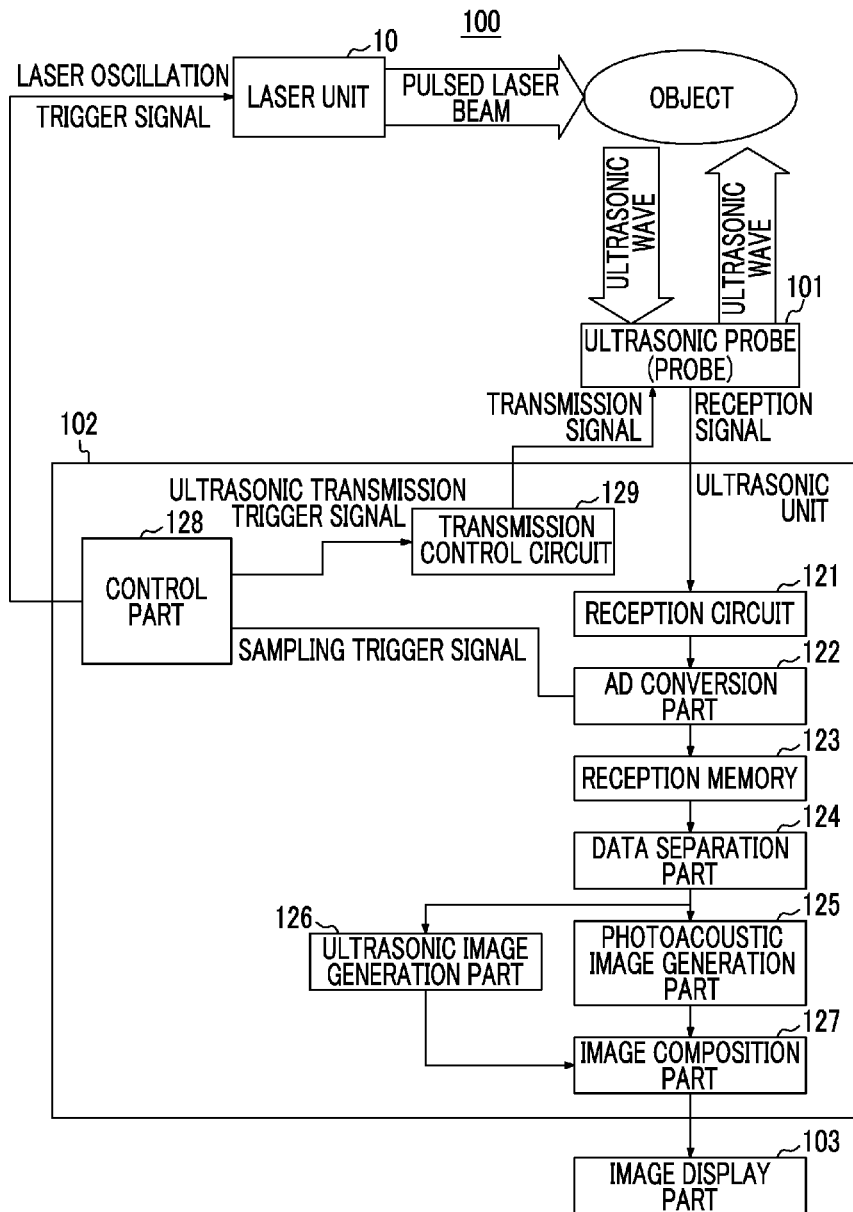 100
10
LASER OSCILLATION
TRIGGER SIGNAL
LASER UNIT
PULSED LASER
BEAM
OBJECT
ULTRASONIC
WAVE
ULTRASONIC
WAVE
101
ULTRASONIC PROBE
(PROBE)
TRANSMISSION
SIGNAL
RECEPTION
SIGNAL
102
ULTRASONIC
UNIT
ULTRASONIC TRANSMISSION
TRIGGER SIGNAL
129
TRANSMISSION
CONTROL CIRCUIT
128
CONTROL
PART
121
RECEPTION CIRCUIT
SAMPLING TRIGGER SIGNAL
122
AD CONVERSION
PART
123
RECEPTION MEMORY
124
DATA SEPARATION
PART
126
ULTRASONIC IMAGE
GENERATION PART
125
PHOTOACOUSTIC
IMAGE GENERATION
PART
127
IMAGE COMPOSITION
PART
103
IMAGE DISPLAY
PART